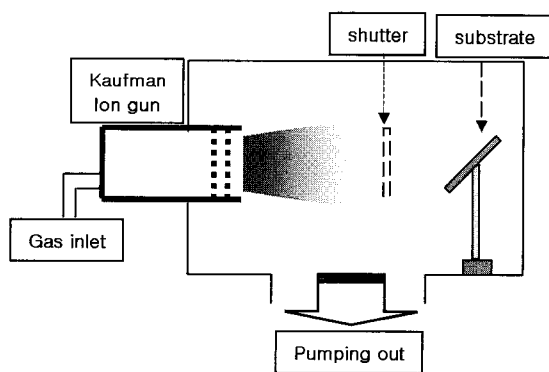 shutter
substrate
Kaufman
Ion gun
Gas inlet
Pumping out